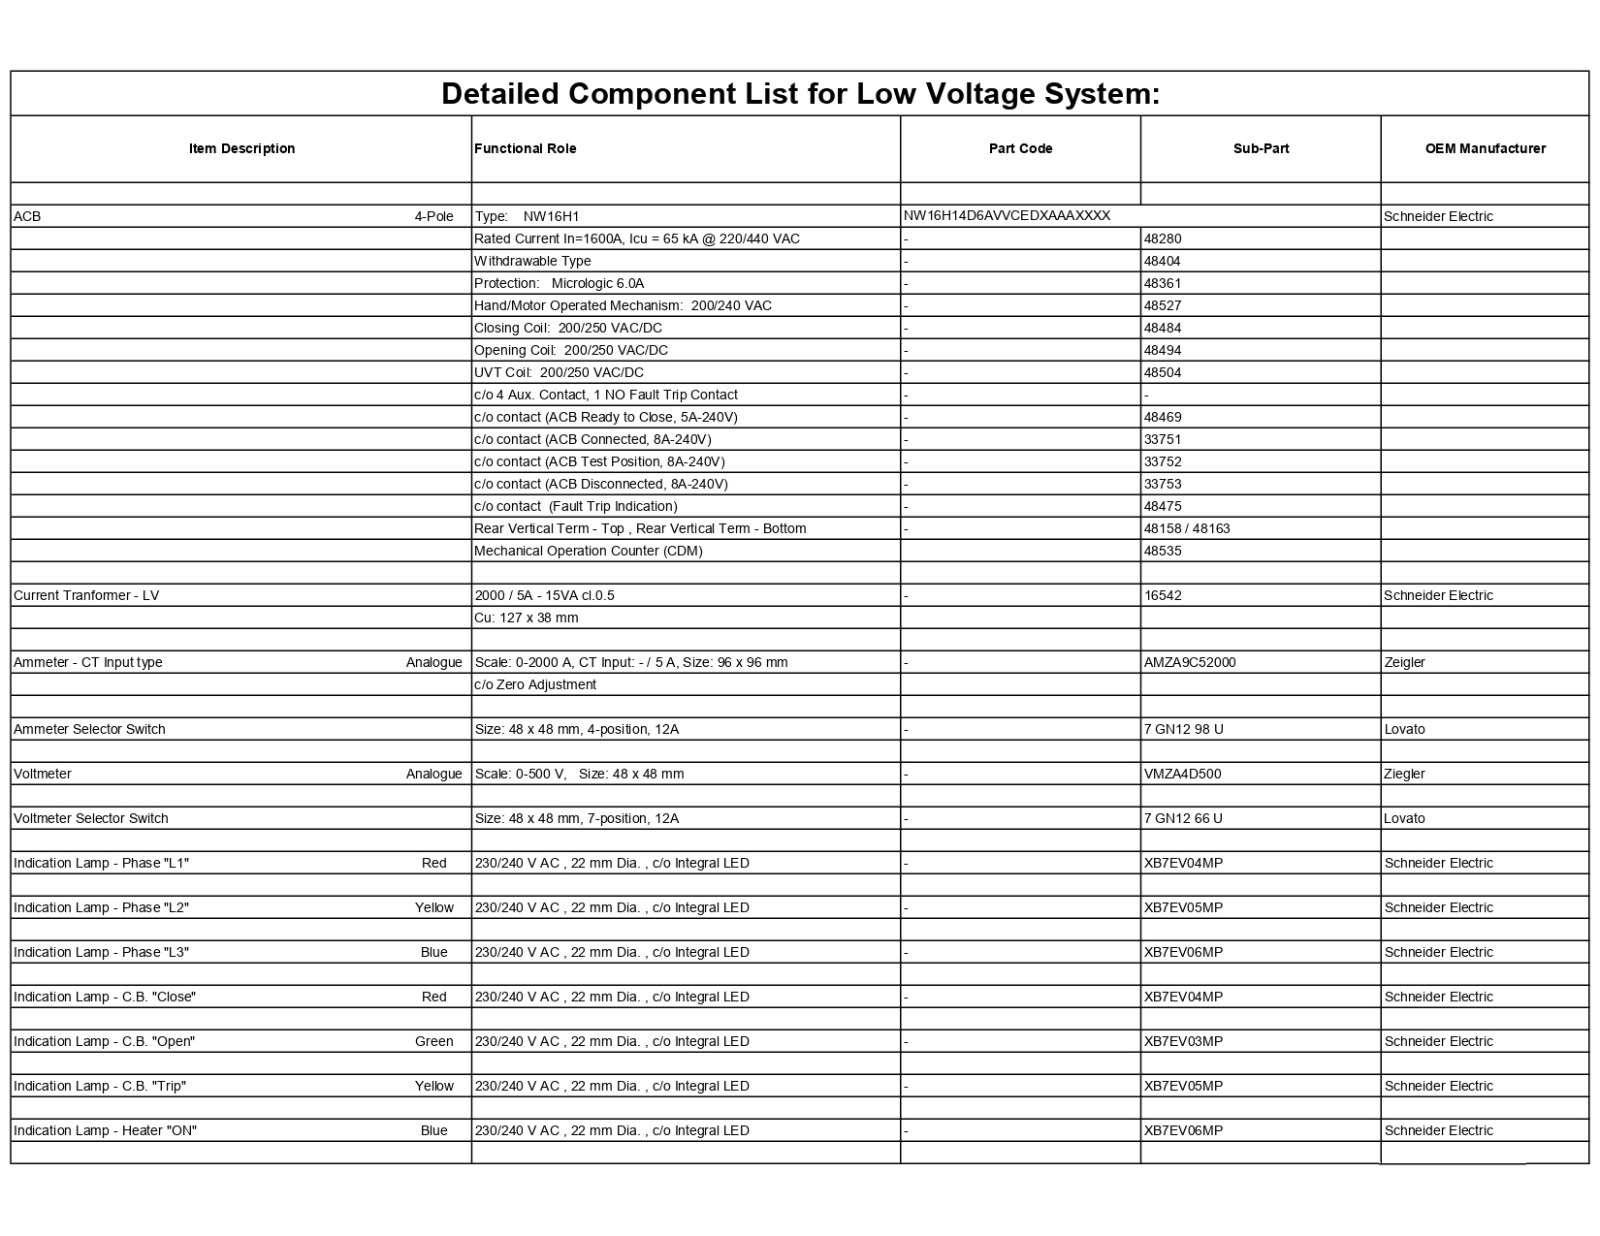 Detailed Component List for Low Voltage System:
Item Description Functional Role Part Code Sub-Part OEM Manufacturer
ACB 4-Pole Type: NW16H1 NW16H14D6AVVCEDXAAAXXXX Schneider Electric
Rated Current In=1600A, Icu = 65 kA @ 220/440 VAC - 48280
Withdrawable Type - 48404
Protection: Micrologic 6.0A - 48361
Hand/Motor Operated Mechanism: 200/240 VAC - 48527
Closing Coil: 200/250 VAC/DC - 48484
Opening Coil: 200/250 VAC/DC - 48494
UVT Coil: 200/250 VAC/DC - 48504
c/o 4 Aux. Contact, 1 NO Fault Trip Contact - -
c/o contact (ACB Ready to Close, 5A-240V) - 48469
c/o contact (ACB Connected, 8A-240V) - 33751
c/o contact (ACB Test Position, 8A-240V) - 33752
c/o contact (ACB Disconnected, 8A-240V) - 33753
c/o contact (Fault Trip Indication) - 48475
Rear Vertical Term - Top , Rear Vertical Term - Bottom - 48158 / 48163
Mechanical Operation Counter (CDM) 48535
Current Tranformer - LV 2000 / 5A - 15VA cl.0.5 - 16542 Schneider Electric
Cu: 127 x 38 mm
Ammeter - CT Input type Analogue Scale: 0-2000 A, CT Input: - / 5 A, Size: 96 x 96 mm - AMZA9C52000 Zeigler
c/o Zero Adjustment
Ammeter Selector Switch Size: 48 x 48 mm, 4-position, 12A - 7 GN12 98 U Lovato
Voltmeter Analogue Scale: 0-500 V, Size: 48 x 48 mm - VMZA4D500 Ziegler
Voltmeter Selector Switch Size: 48 x 48 mm, 7-position, 12A - 7 GN12 66 U Lovato
Indication Lamp - Phase "L1" Red 230/240 V AC , 22 mm Dia. , c/o Integral LED - XB7EV04MP Schneider Electric
Indication Lamp - Phase "L2" Yellow 230/240 V AC , 22 mm Dia. , c/o Integral LED - XB7EV05MP Schneider Electric
Indication Lamp - Phase "L3" Blue 230/240 V AC , 22 mm Dia. , c/o Integral LED - XB7EV06MP Schneider Electric
Indication Lamp - C.B. "Close" Red 230/240 V AC , 22 mm Dia. , c/o Integral LED - XB7EV04MP Schneider Electric
Indication Lamp - C.B. "Open" Green 230/240 V AC , 22 mm Dia. , c/o Integral LED - XB7EV03MP Schneider Electric
Indication Lamp - C.B. "Trip" Yellow 230/240 V AC , 22 mm Dia. , c/o Integral LED - XB7EV05MP Schneider Electric
Indication Lamp - Heater "ON" Blue 230/240 V AC , 22 mm Dia. , c/o Integral LED - XB7EV06MP Schneider Electric